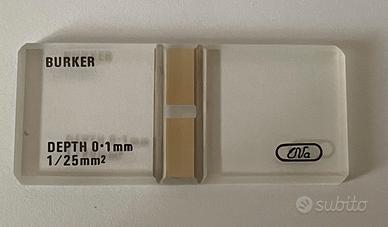 BURKER
DEPTH 0·1mm
1/25mm²
subito